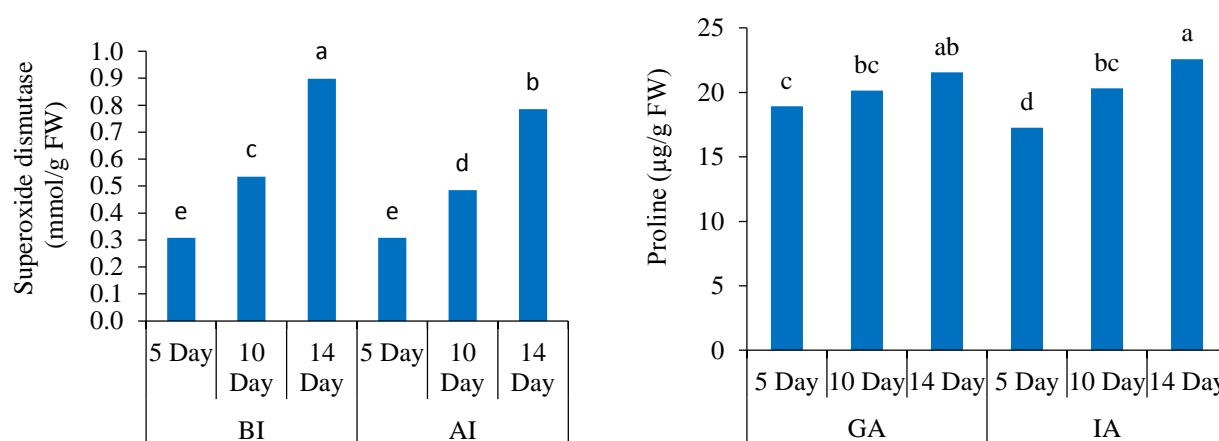 Superoxide dismutase
(mmol/g FW)
1.0
0.9
0.8
0.7
0.6
0.5
0.4
0.3
0.2
0.1
0.0
e
c
a
e
d
b
5 Day
10 Day
14 Day
5 Day
10 Day
14 Day
BI
AI
Proline (µg/g FW)
25
20
15
10
5
0
c
bc
ab
d
bc
a
5 Day
10 Day
14 Day
5 Day
10 Day
14 Day
GA
IA